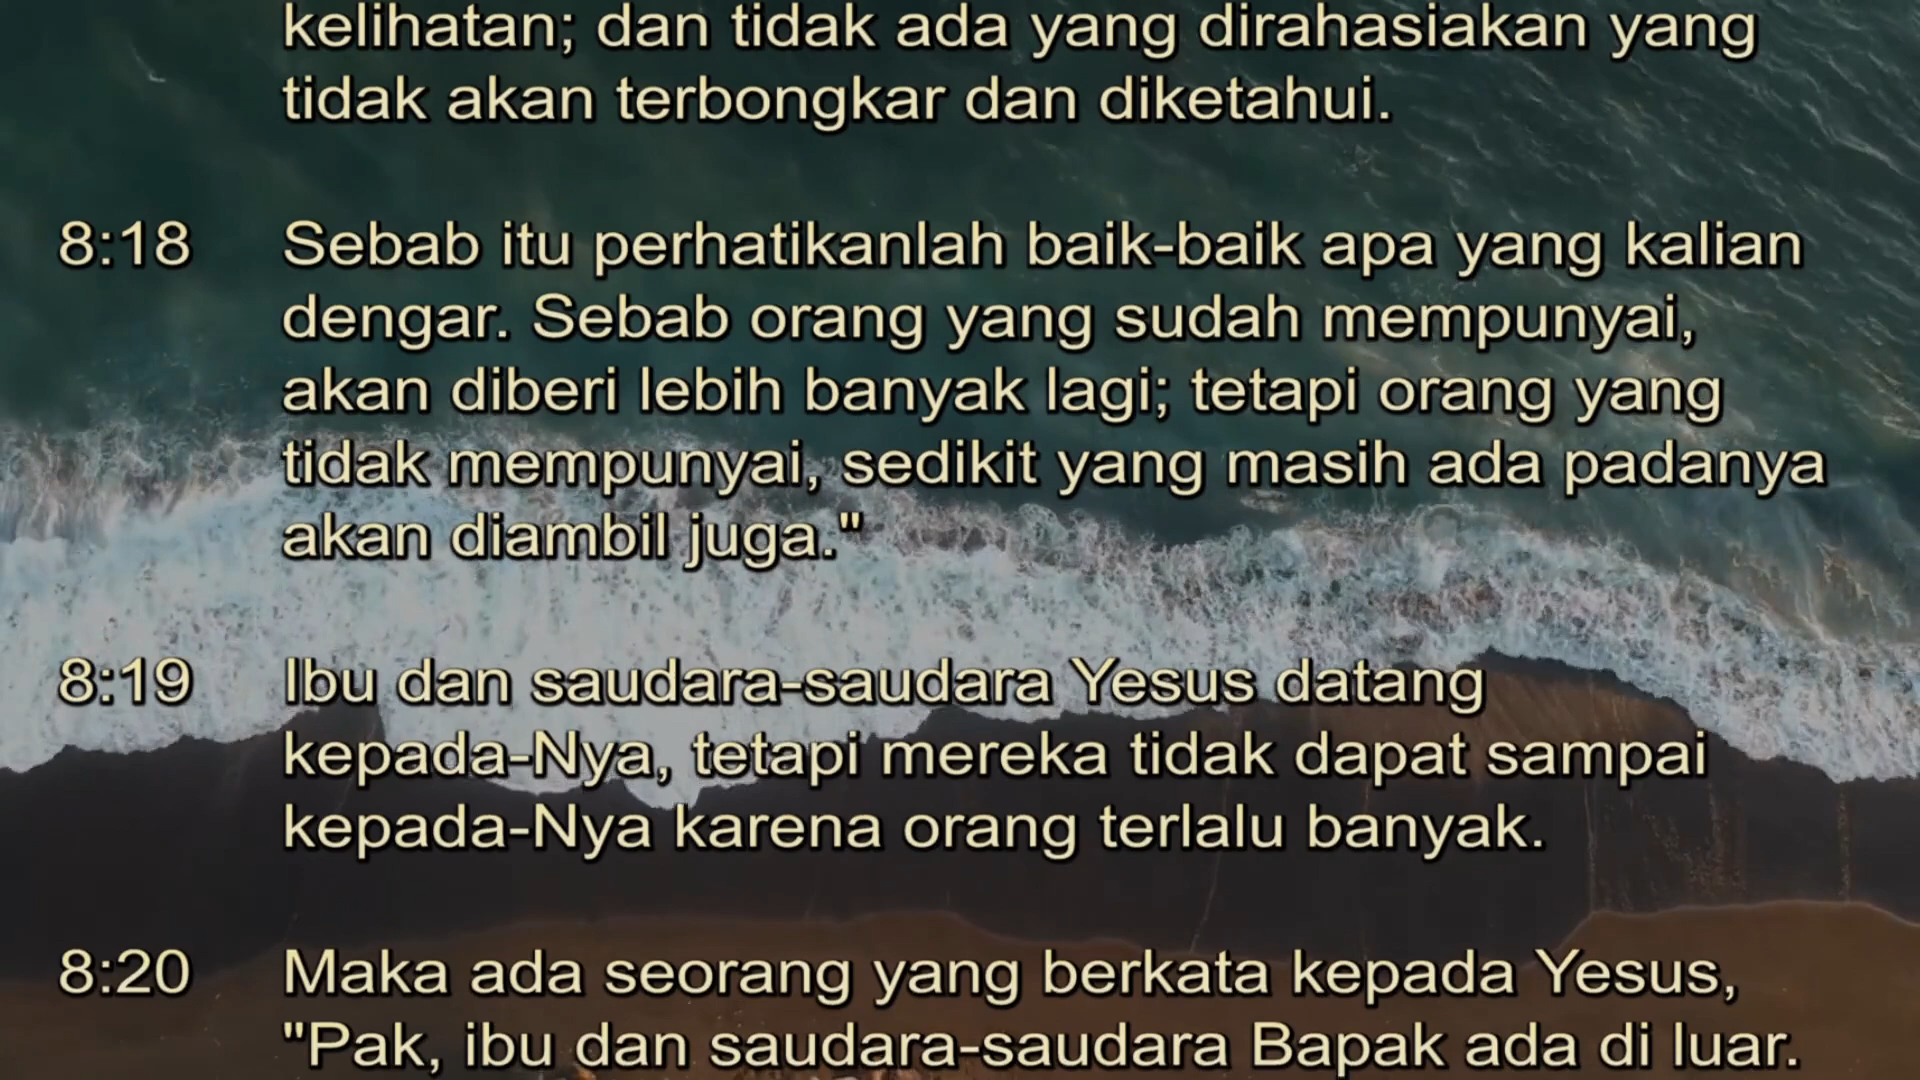 kelihatan; dan tidak ada yang dirahasiakan yang
tidak akan terbongkar dan diketahui.
8:18 Sebab itu perhatikanlah baik-baik apa yang kalian
dengar. Sebab orang yang sudah mempunyai,
akan diberi lebih banyak lagi; tetapi orang yang
tidak mempunyai, sedikit yang masih ada padanya
akan diambil juga."
8:19 Ibu dan saudara-saudara Yesus datang
kepada-Nya, tetapi mereka tidak dapat sampai
kepada-Nya karena orang terlalu banyak.
8:20 Maka ada seorang yang berkata kepada Yesus,
"Pak, ibu dan saudara-saudara Bapak ada di luar.